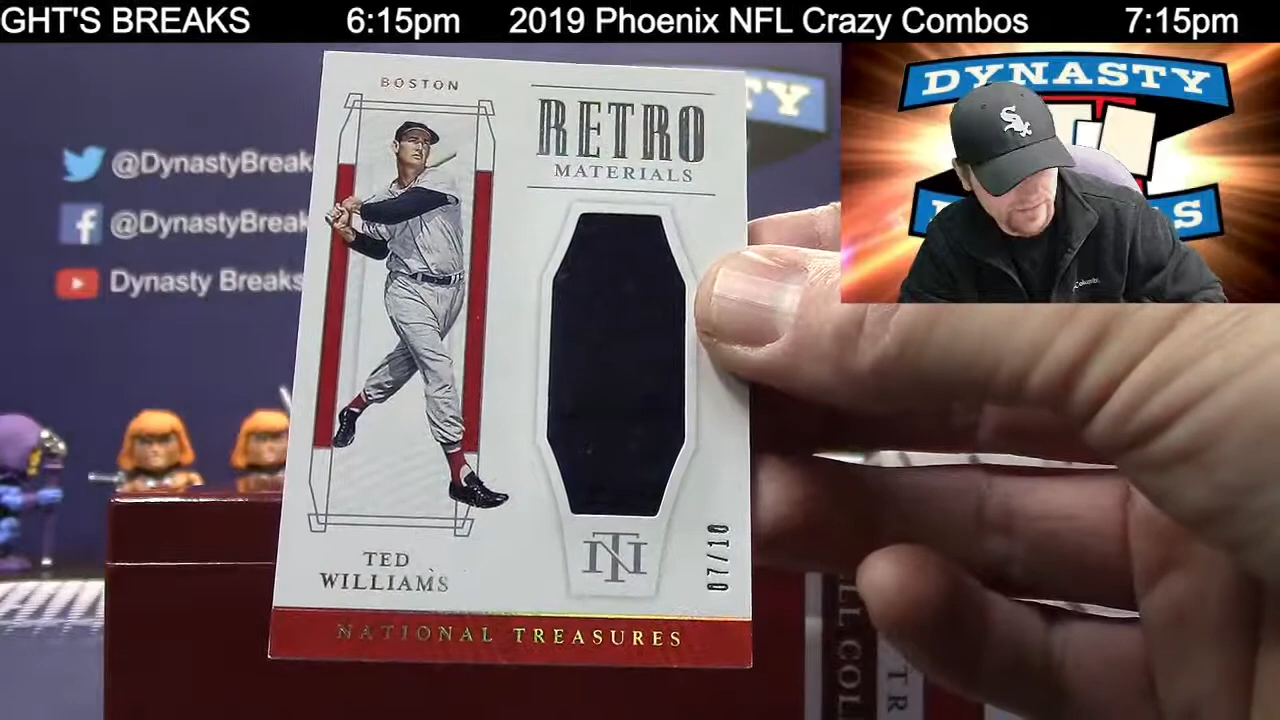 GHT'S BREAKS 6:15pm 2019 Phoenix NFL Crazy Combos 7:15pm
@DynastyBreak
@DynastyBreak
Dynasty Breaks
BOSTON
RETRO
MATERIALS
TED
WILLIAMS
07/10
NATIONAL TREASURES
DYNASTY
TY
S